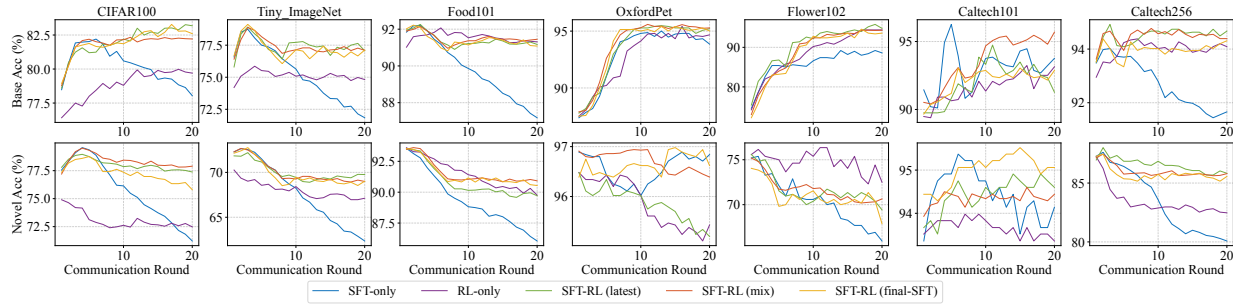 CIFAR100 Tiny_ImageNet Food101 OxfordPet Flower102 Caltech101 Caltech256
Base Acc (%)
82.5 80.0 77.5
77.5 75.0 72.5
92 90 88
95 90
90 80
95 90
94 92
10 20 10 20 10 20 10 20 10 20 10 20 10 20
Novel Acc (%)
77.5 75.0 72.5
70 65
92.5 90.0 87.5
97 96
75 70
95 94
85 80
10 20 10 20 10 20 10 20 10 20 10 20 10 20
Communication Round Communication Round Communication Round Communication Round Communication Round Communication Round Communication Round
SFT-only RL-only SFT-RL (latest) SFT-RL (mix) SFT-RL (final-SFT)